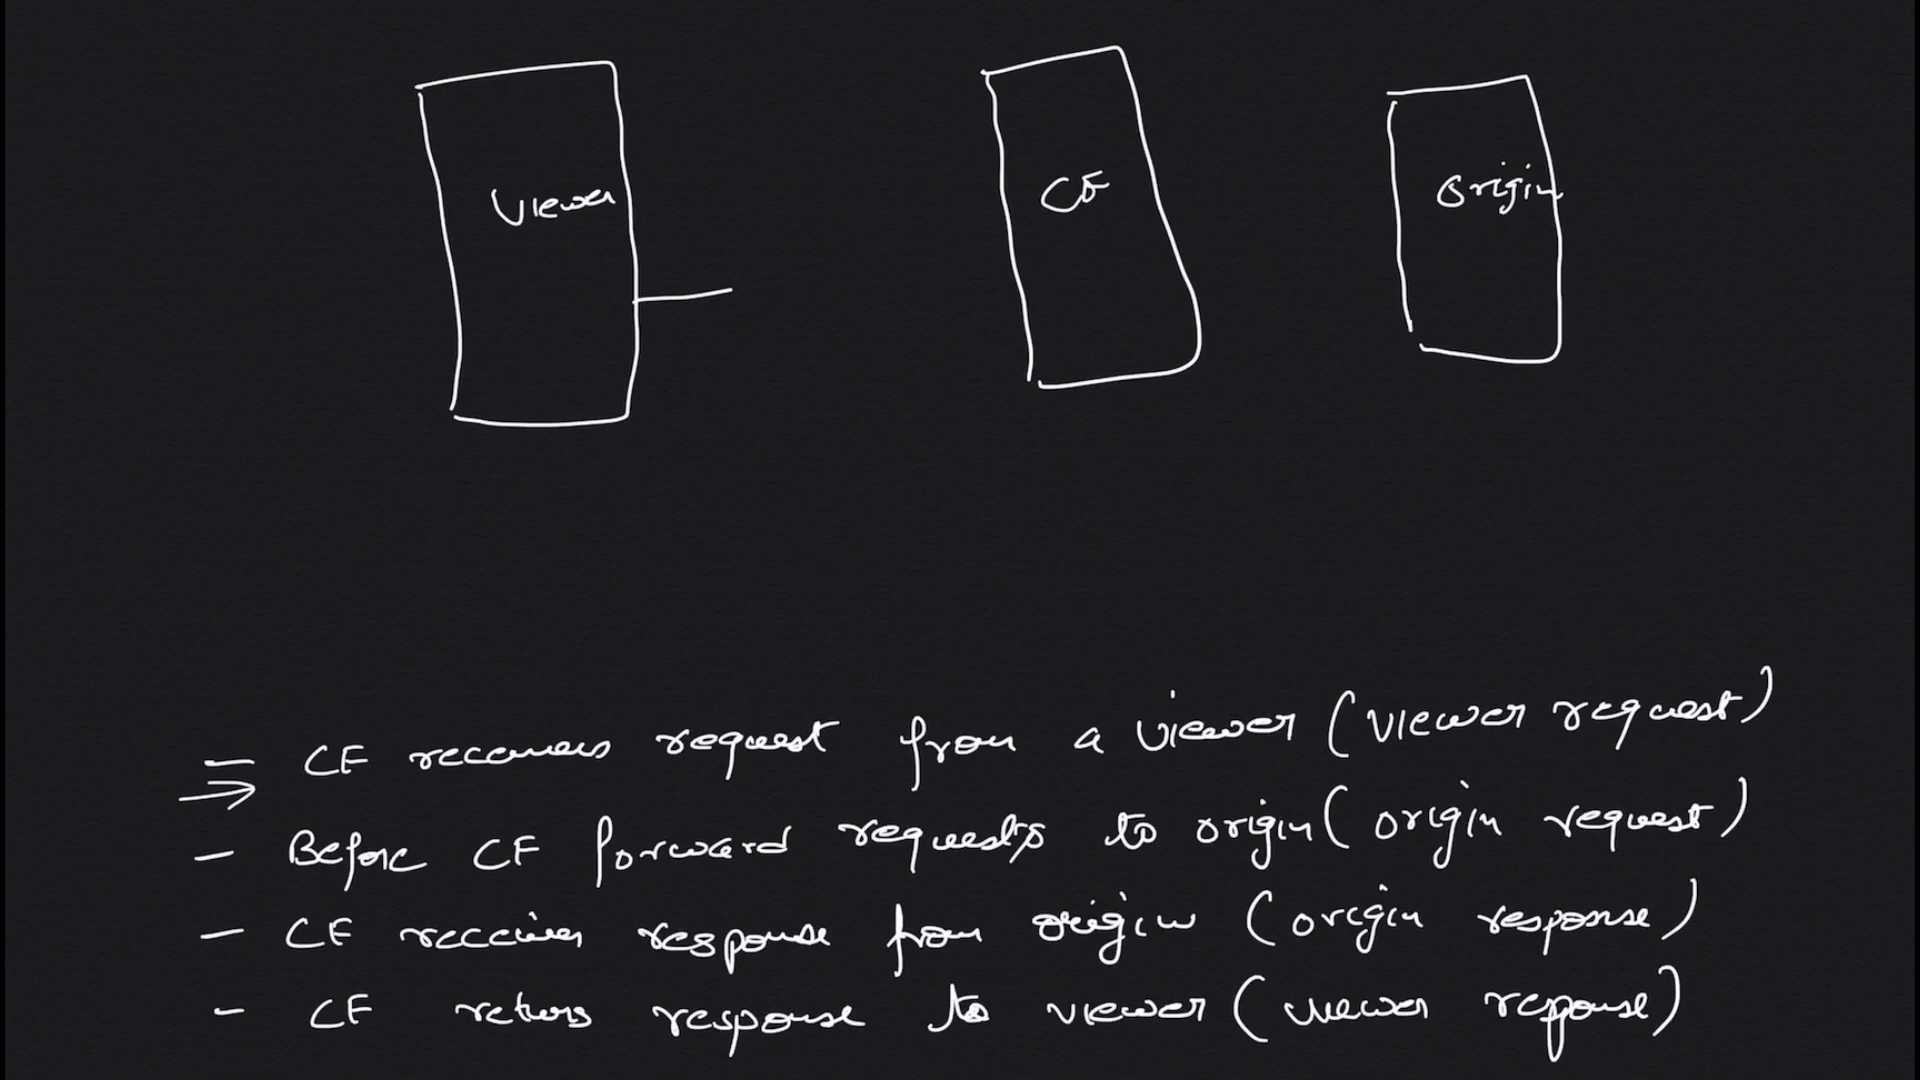 Viewer
CF
Origin
CF receives request from a viewer (viewer request)
- Before CF forward requests to origin (origin request)
- CF receives response from origin (origin response)
- CF returns response to viewer (viewer response)